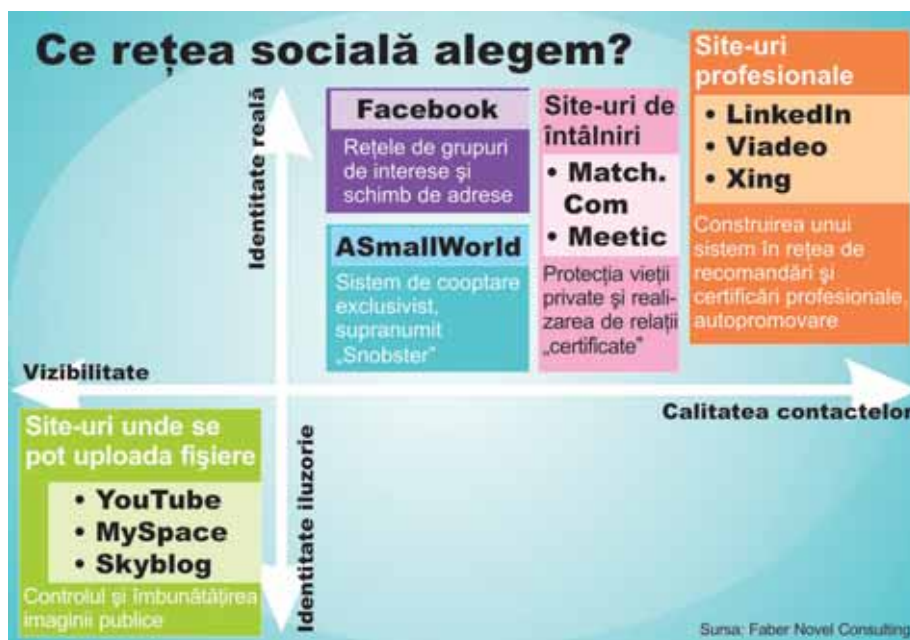 Ce rețea socială alegem?
Identitate reală
Facebook
Rețele de grupuri
de interese și
schimb de adrese
ASmallWorld
Sistem de cooptare
exclusivist,
supranumit
„Snobster”
Site-uri de
întâlniri
• Match.
Com
• Meetic
Protecția vieții
private și reali-
zarea de relații
„certificate”
Site-uri
profesionale
• LinkedIn
• Viadeo
• Xing
Construirea unui
sistem în rețea de
recomandări și
certificări profesionale,
autopromovare
Vizibilitate
Calitatea contactelor
Site-uri unde se
pot uploada fişiere
• YouTube
• MySpace
• Skyblog
Controlul și îmbunătățirea
imaginii publice
Identitate iluzorie
Sursa: Faber Novel Consulting